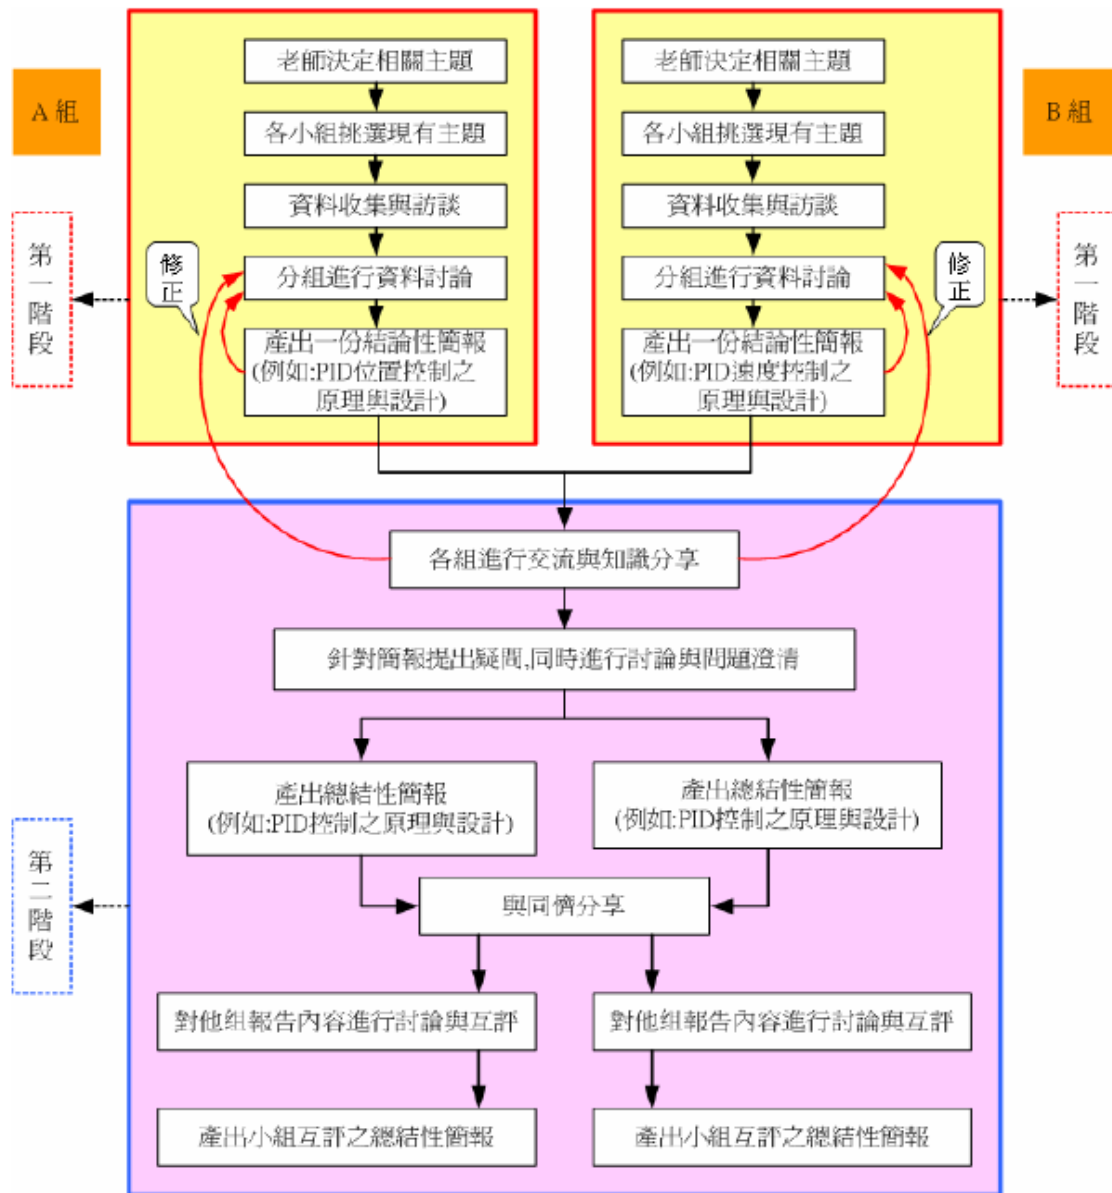 A 組
老師決定相關主題
各小組挑選現有主題
資料收集與訪談
分組進行資料討論
產出一份結論性簡報
(例如:PID位置控制之
原理與設計)
修
正
第
一
階
段
B 組
老師決定相關主題
各小組挑選現有主題
資料收集與訪談
分組進行資料討論
產出一份結論性簡報
(例如:PID速度控制之
原理與設計)
修
正
第
一
階
段
各組進行交流與知識分享
針對簡報提出疑問,同時進行討論與問題澄清
產出總結性簡報
(例如:PID控制之原理與設計)
產出總結性簡報
(例如:PID控制之原理與設計)
第
二
階
段
與同儕分享
對他组報告內容進行討論與互評
對他组報告內容進行討論與互評
產出小組互評之總結性簡報
產出小組互評之總結性簡報